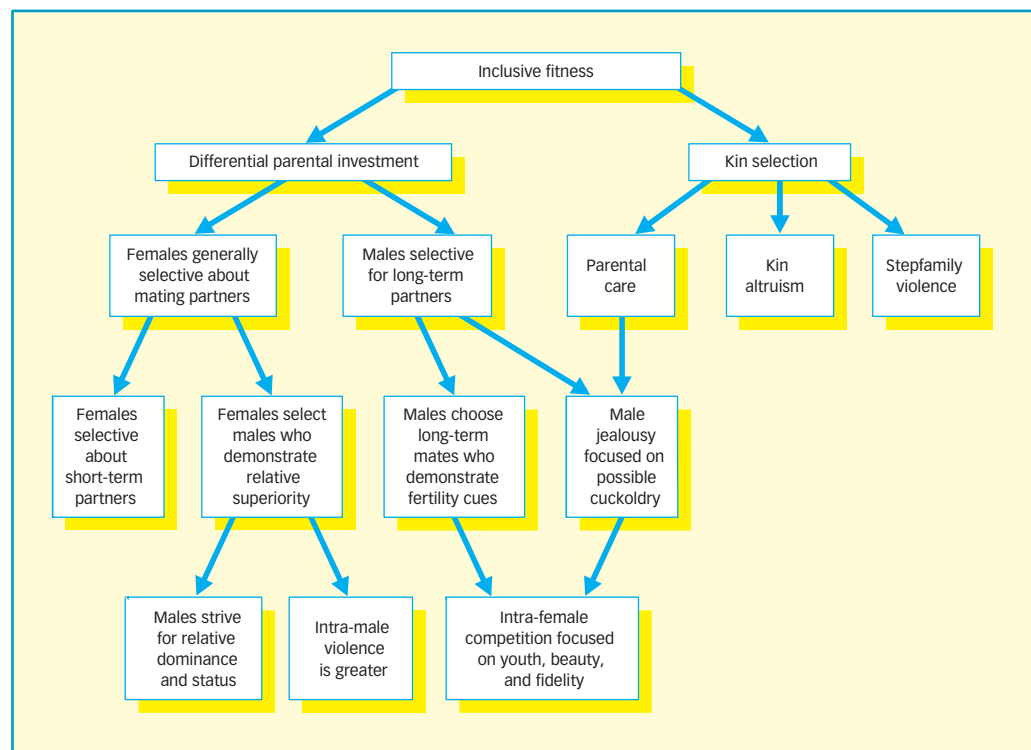 Inclusive fitness
Differential parental investment
Kin selection
Females generally
selective about
mating partners
Males selective
for long-term
partners
Parental
care
Kin
altruism
Stepfamily
violence
Females
selective
about
short-term
partners
Females select
males who
demonstrate
relative
superiority
Males choose
long-term
mates who
demonstrate
fertility cues
Male
jealousy
focused on
possible
cuckoldry
Males strive
for relative
dominance
and status
Intra-male
violence
is greater
Intra-female
competition focused
on youth, beauty,
and fidelity